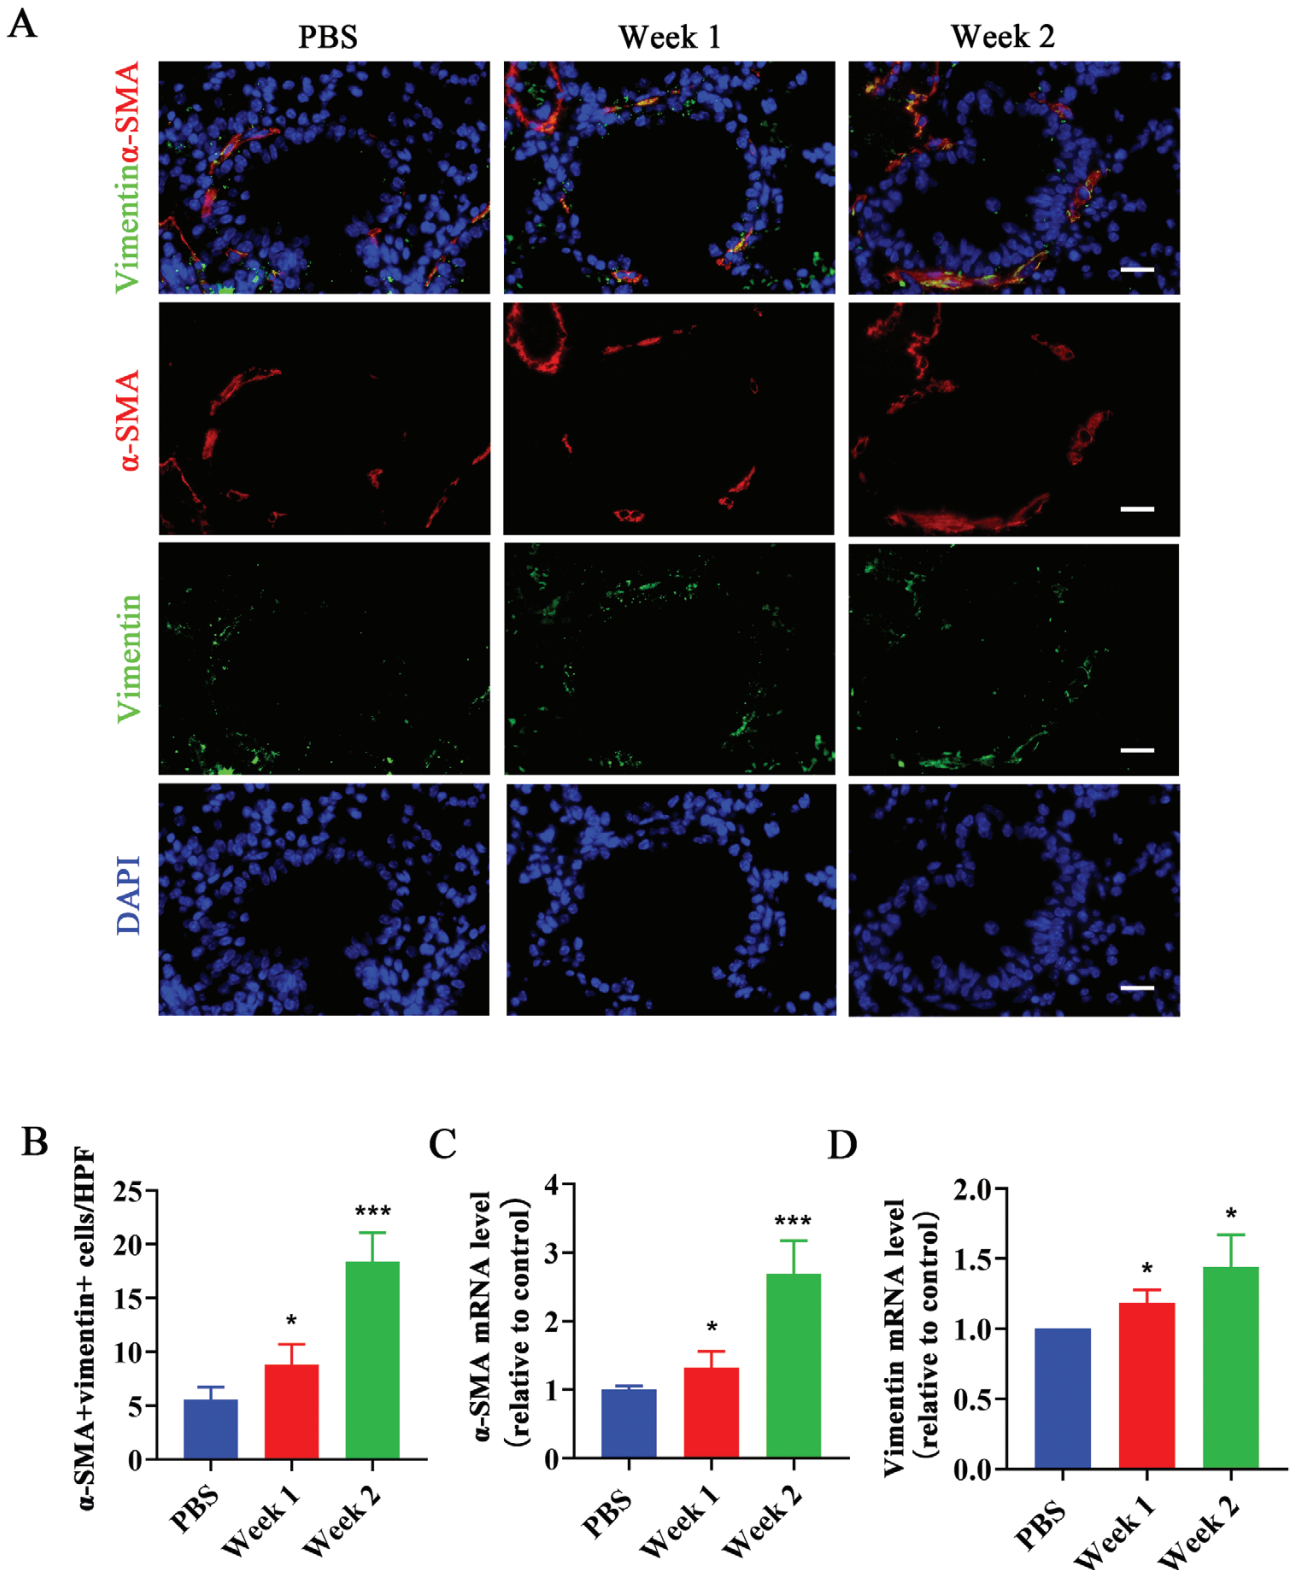 A
PBS
Week 1
Week 2
Vimentinα-SMA
α-SMA
Vimentin
DAPI
B
α-SMA+vimentin+ cells/HPF
25
20
15
10
5
0
*
***
PBS
Week 1
Week 2
C
α-SMA mRNA level
(relative to control)
4
3
2
1
0
*
***
PBS
Week 1
Week 2
D
Vimentin mRNA level
(relative to control)
2.0
1.5
1.0
0.5
0.0
*
*
PBS
Week 1
Week 2